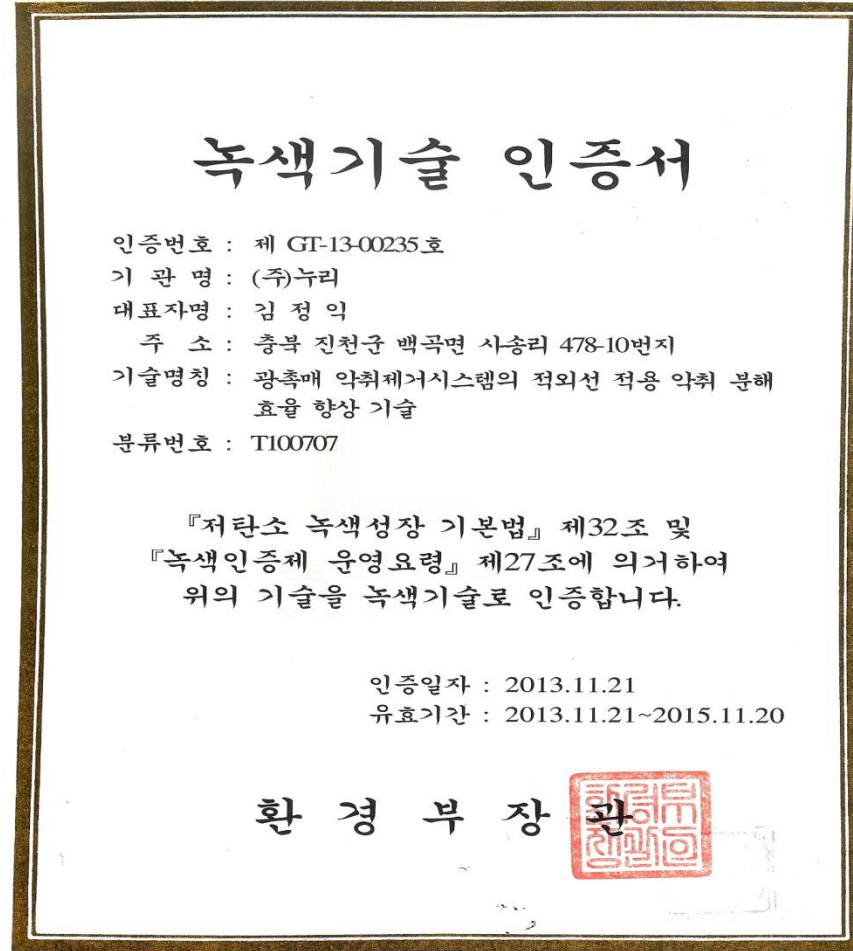 녹색기술 인증서
인증번호 : 제 GT-13-00235호
기 관 명 : (주)누리
대표자명 : 김 정 익
주 소 : 충북 진천군 백곡면 사송리 478-10번지
기술명칭 : 광촉매 악취제거시스템의 적외선 적용 악취 분해
효율 향상 기술
분류번호 : T100707
『저탄소 녹색성장 기본법』 제32조 및
『녹색인증제 운영요령』 제27조에 의거하여
위의 기술을 녹색기술로 인증합니다.
인증일자 : 2013.11.21
유효기간 : 2013.11.21~2015.11.20
환 경 부 장 관